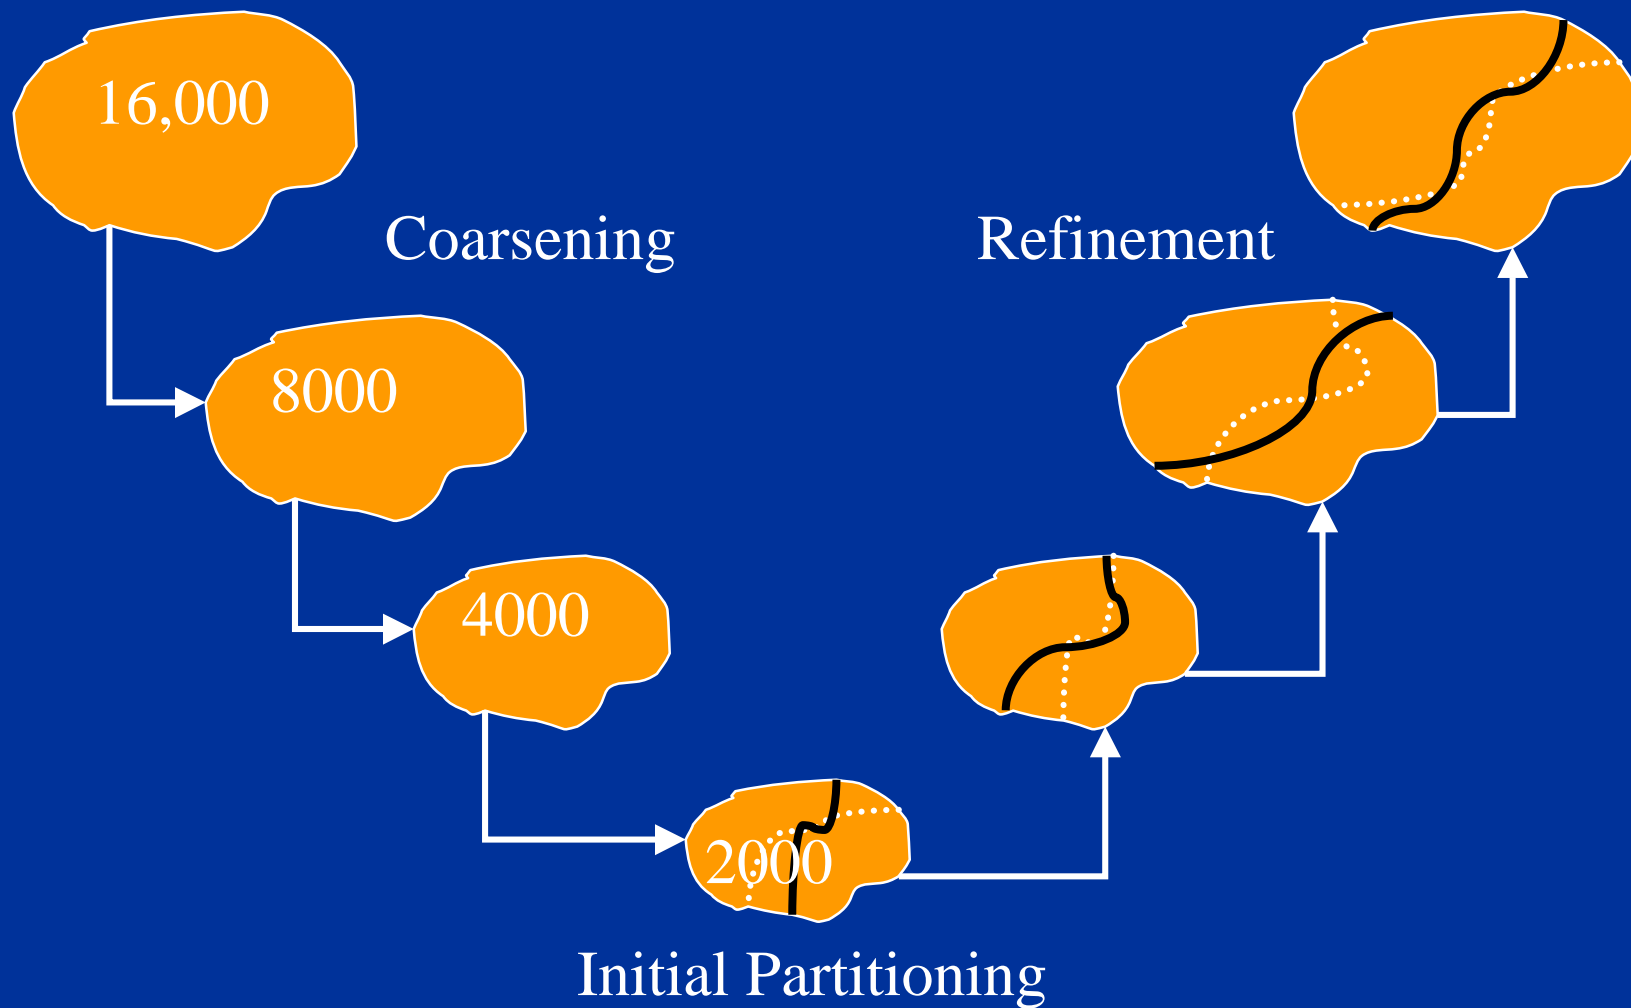 16,000
Coarsening
Refinement
8000
4000
2000
Initial Partitioning